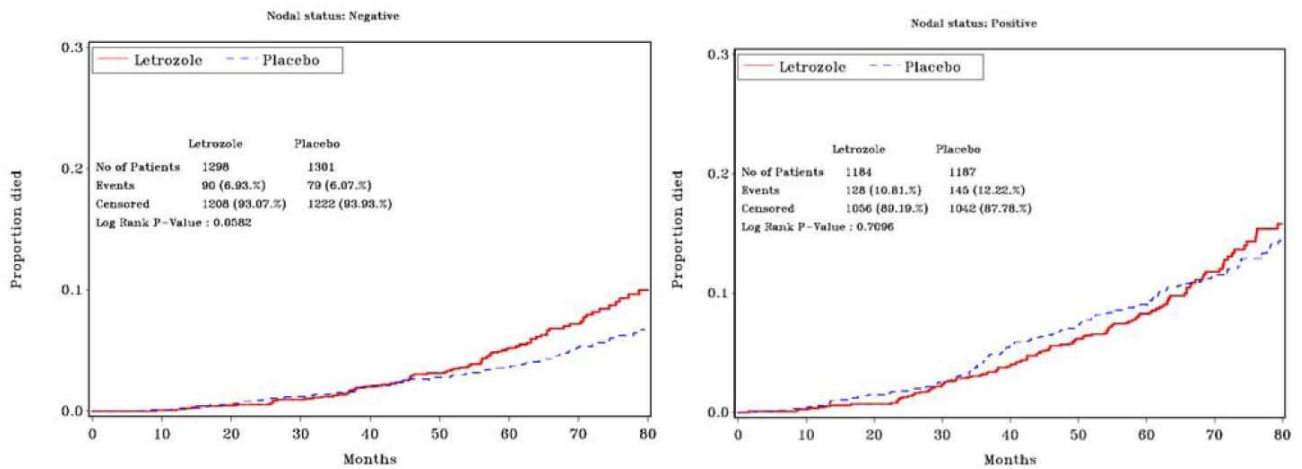 Nodal status: Negative
0.3
Letrozole Placebo
Letrozole Placebo
No of Patients 1298 1301
Events 90 (6.93.%) 79 (6.07.%)
Censored 1208 (93.07.%) 1222 (93.93.%)
Log Rank P-Value : 0.0582
0.2
0.1
0.0
Proportion died
0 10 20 30 40 50 60 70 80
Months
Nodal status: Positive
0.3
Letrozole Placebo
Letrozole Placebo
No of Patients 1184 1187
Events 128 (10.81.%) 145 (12.22.%)
Censored 1056 (89.19.%) 1042 (87.78.%)
Log Rank P-Value : 0.7096
0.2
0.1
0.0
Proportion died
0 10 20 30 40 50 60 70 80
Months